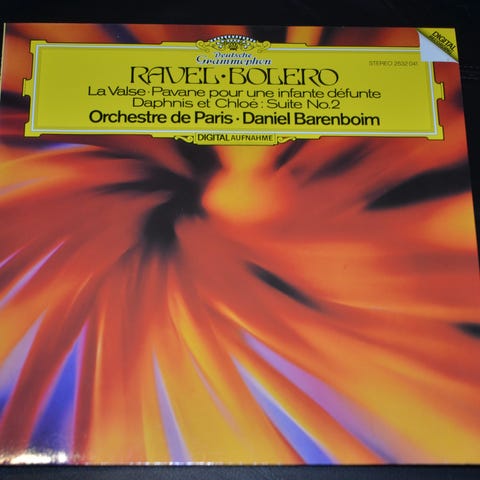 Deutsche
Grammophon
RAVEL · BOLERO
La Valse · Pavane pour une infante défunte
Daphnis et Chloé : Suite No.2
Orchestre de Paris · Daniel Barenboim
DIGITAL AUFNAHME
DIGITAL
STEREO 2532 041